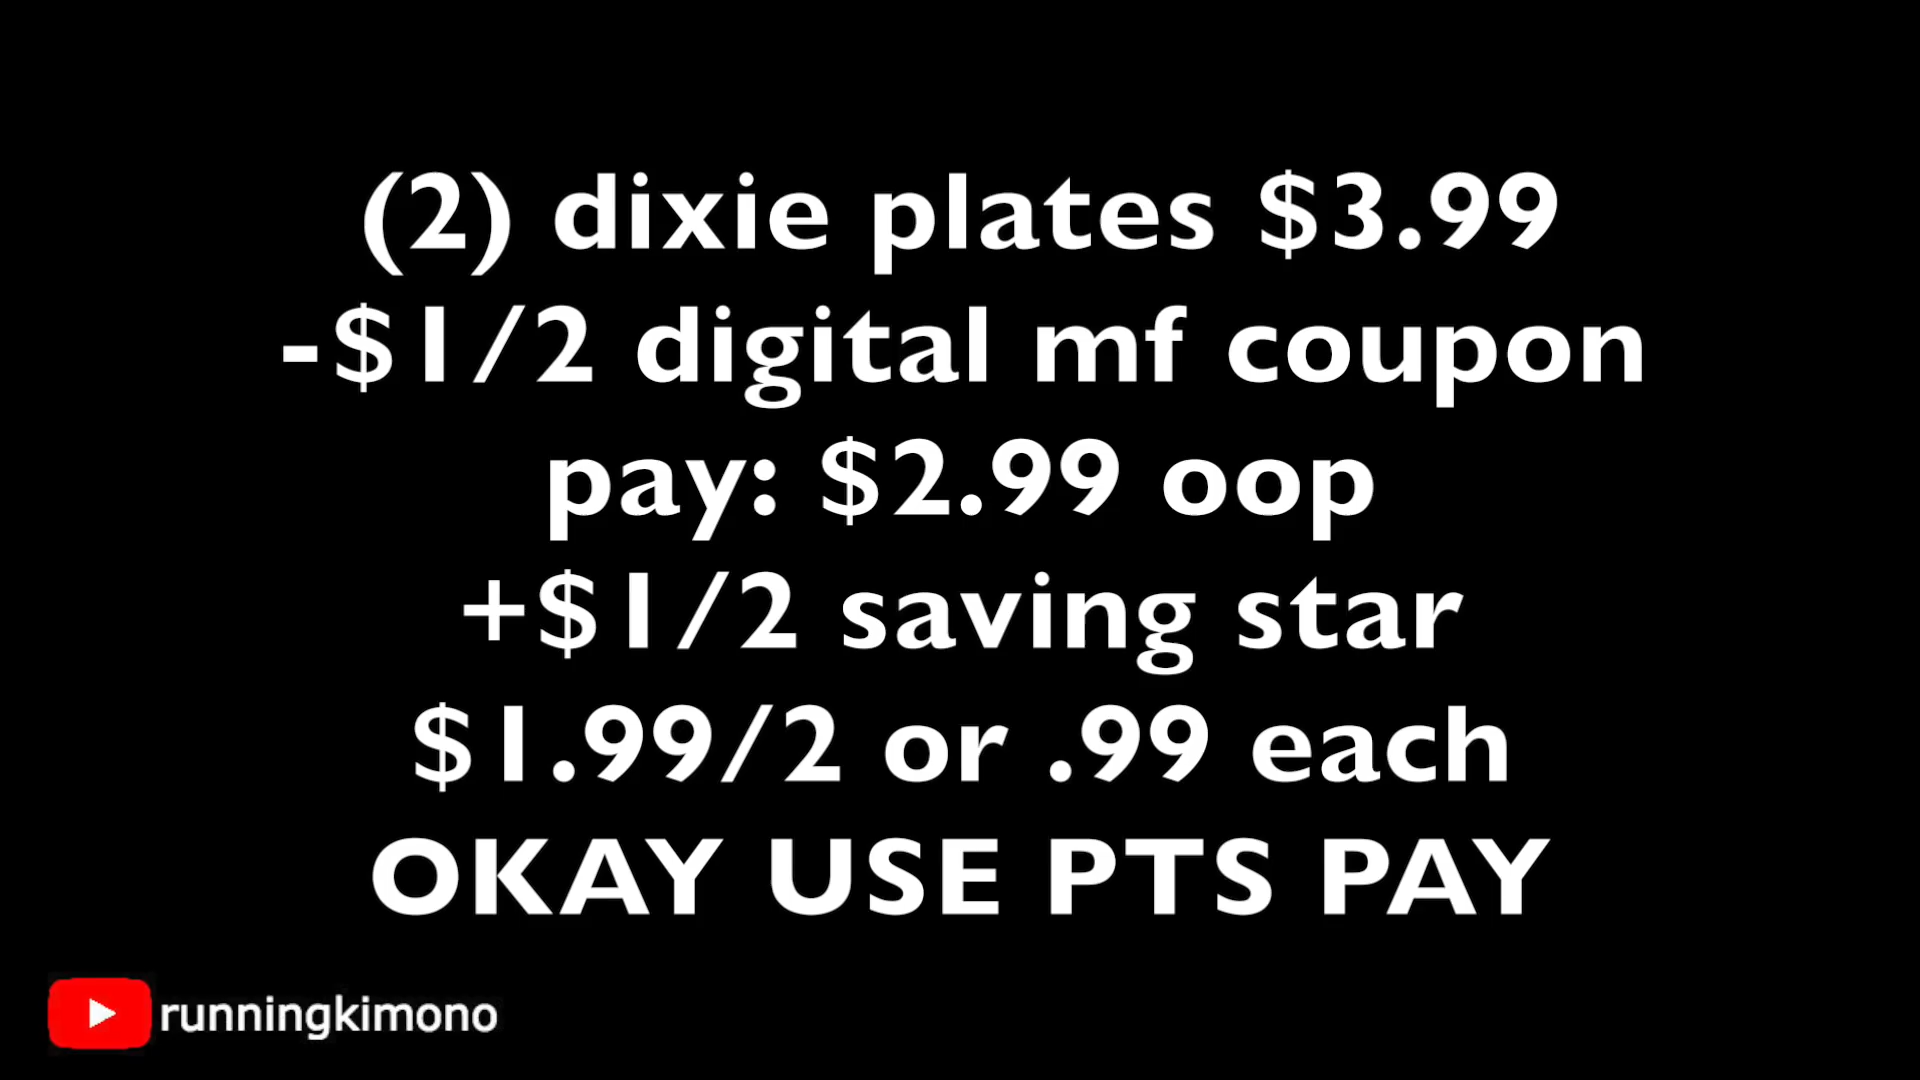 (2) dixie plates $3.99
-$1/2 digital mf coupon
pay: $2.99 oop
+$1/2 saving star
$1.99/2 or .99 each
OKAY USE PTS PAY
runningkimono